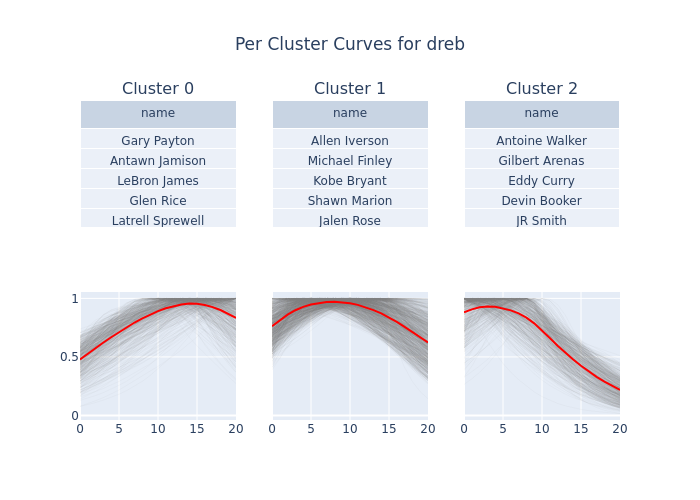 Per Cluster Curves for dreb
Cluster 0
name
Gary Payton
Antawn Jamison
LeBron James
Glen Rice
Latrell Sprewell
Cluster 1
name
Allen Iverson
Michael Finley
Kobe Bryant
Shawn Marion
Jalen Rose
Cluster 2
name
Antoine Walker
Gilbert Arenas
Eddy Curry
Devin Booker
JR Smith
1
0.5
0
0 5 10 15 20
0 5 10 15 20
0 5 10 15 20